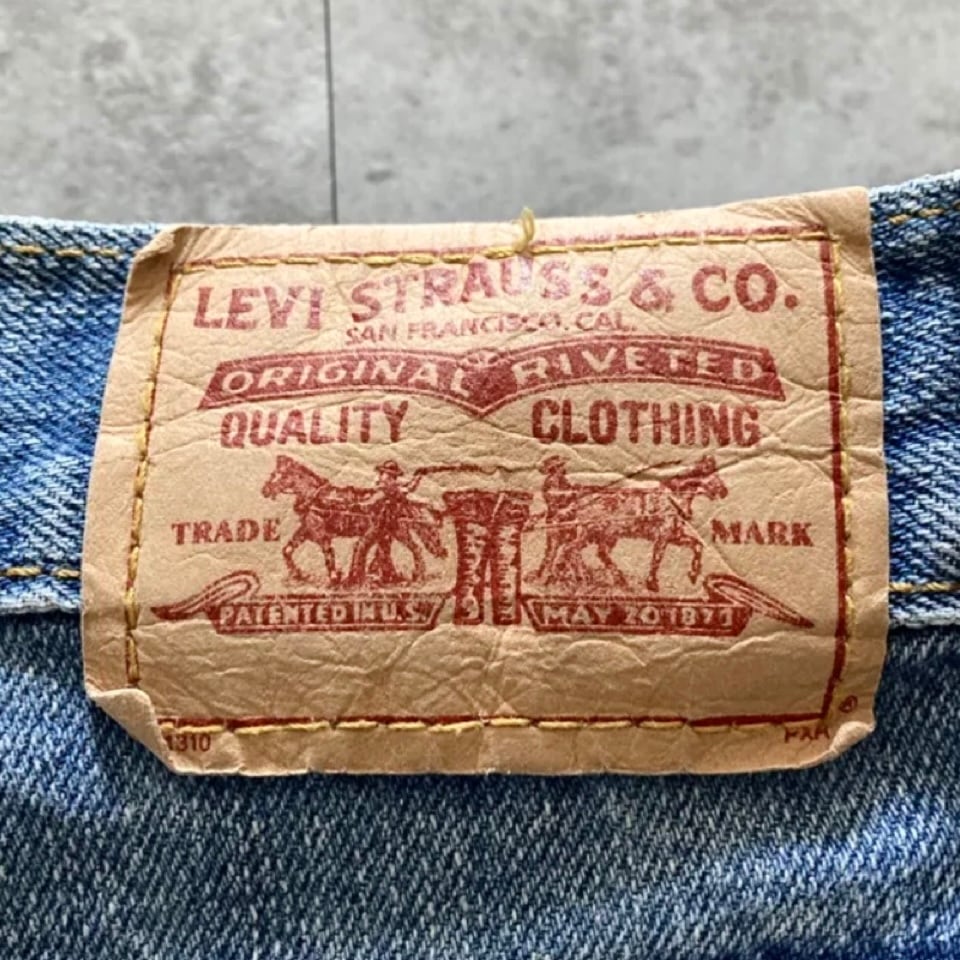 LEVI STRAUSS & CO.
SAN FRANCISCO. CAL.
ORIGINAL RIVETED
QUALITY CLOTHING
TRADE MARK
PATENTED IN U.S. MAY 20 1873
®
1310